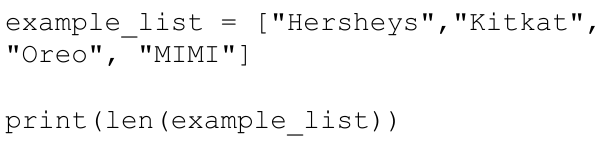 example_list = ["Hersheys","Kitkat",
"Oreo", "MIMI"]
print(len(example_list))